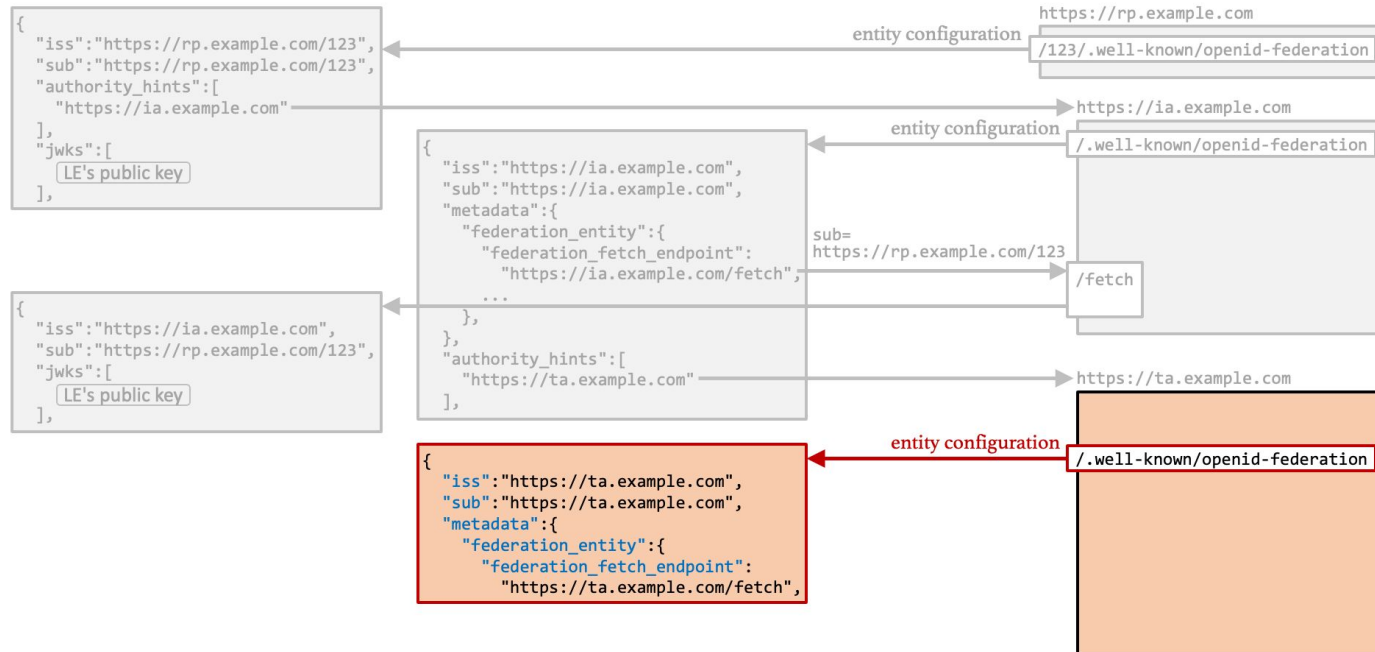 https://rp.example.com
entity configuration
/123/.well-known/openid-federation
{
"iss":"https://rp.example.com/123",
"sub":"https://rp.example.com/123",
"authority_hints":[
"https://ia.example.com"
],
"jwks":[
LE's public key
],
https://ia.example.com
entity configuration
/.well-known/openid-federation
{
"iss":"https://ia.example.com",
"sub":"https://ia.example.com",
"metadata":{
"federation_entity":{
"federation_fetch_endpoint":
"https://ia.example.com/fetch",
...
},
},
"authority_hints":[
"https://ta.example.com"
],
sub=
https://rp.example.com/123
/fetch
{
"iss":"https://ia.example.com",
"sub":"https://rp.example.com/123",
"jwks":[
LE's public key
],
https://ta.example.com
entity configuration
/.well-known/openid-federation
{
"iss":"https://ta.example.com",
"sub":"https://ta.example.com",
"metadata":{
"federation_entity":{
"federation_fetch_endpoint":
"https://ta.example.com/fetch",